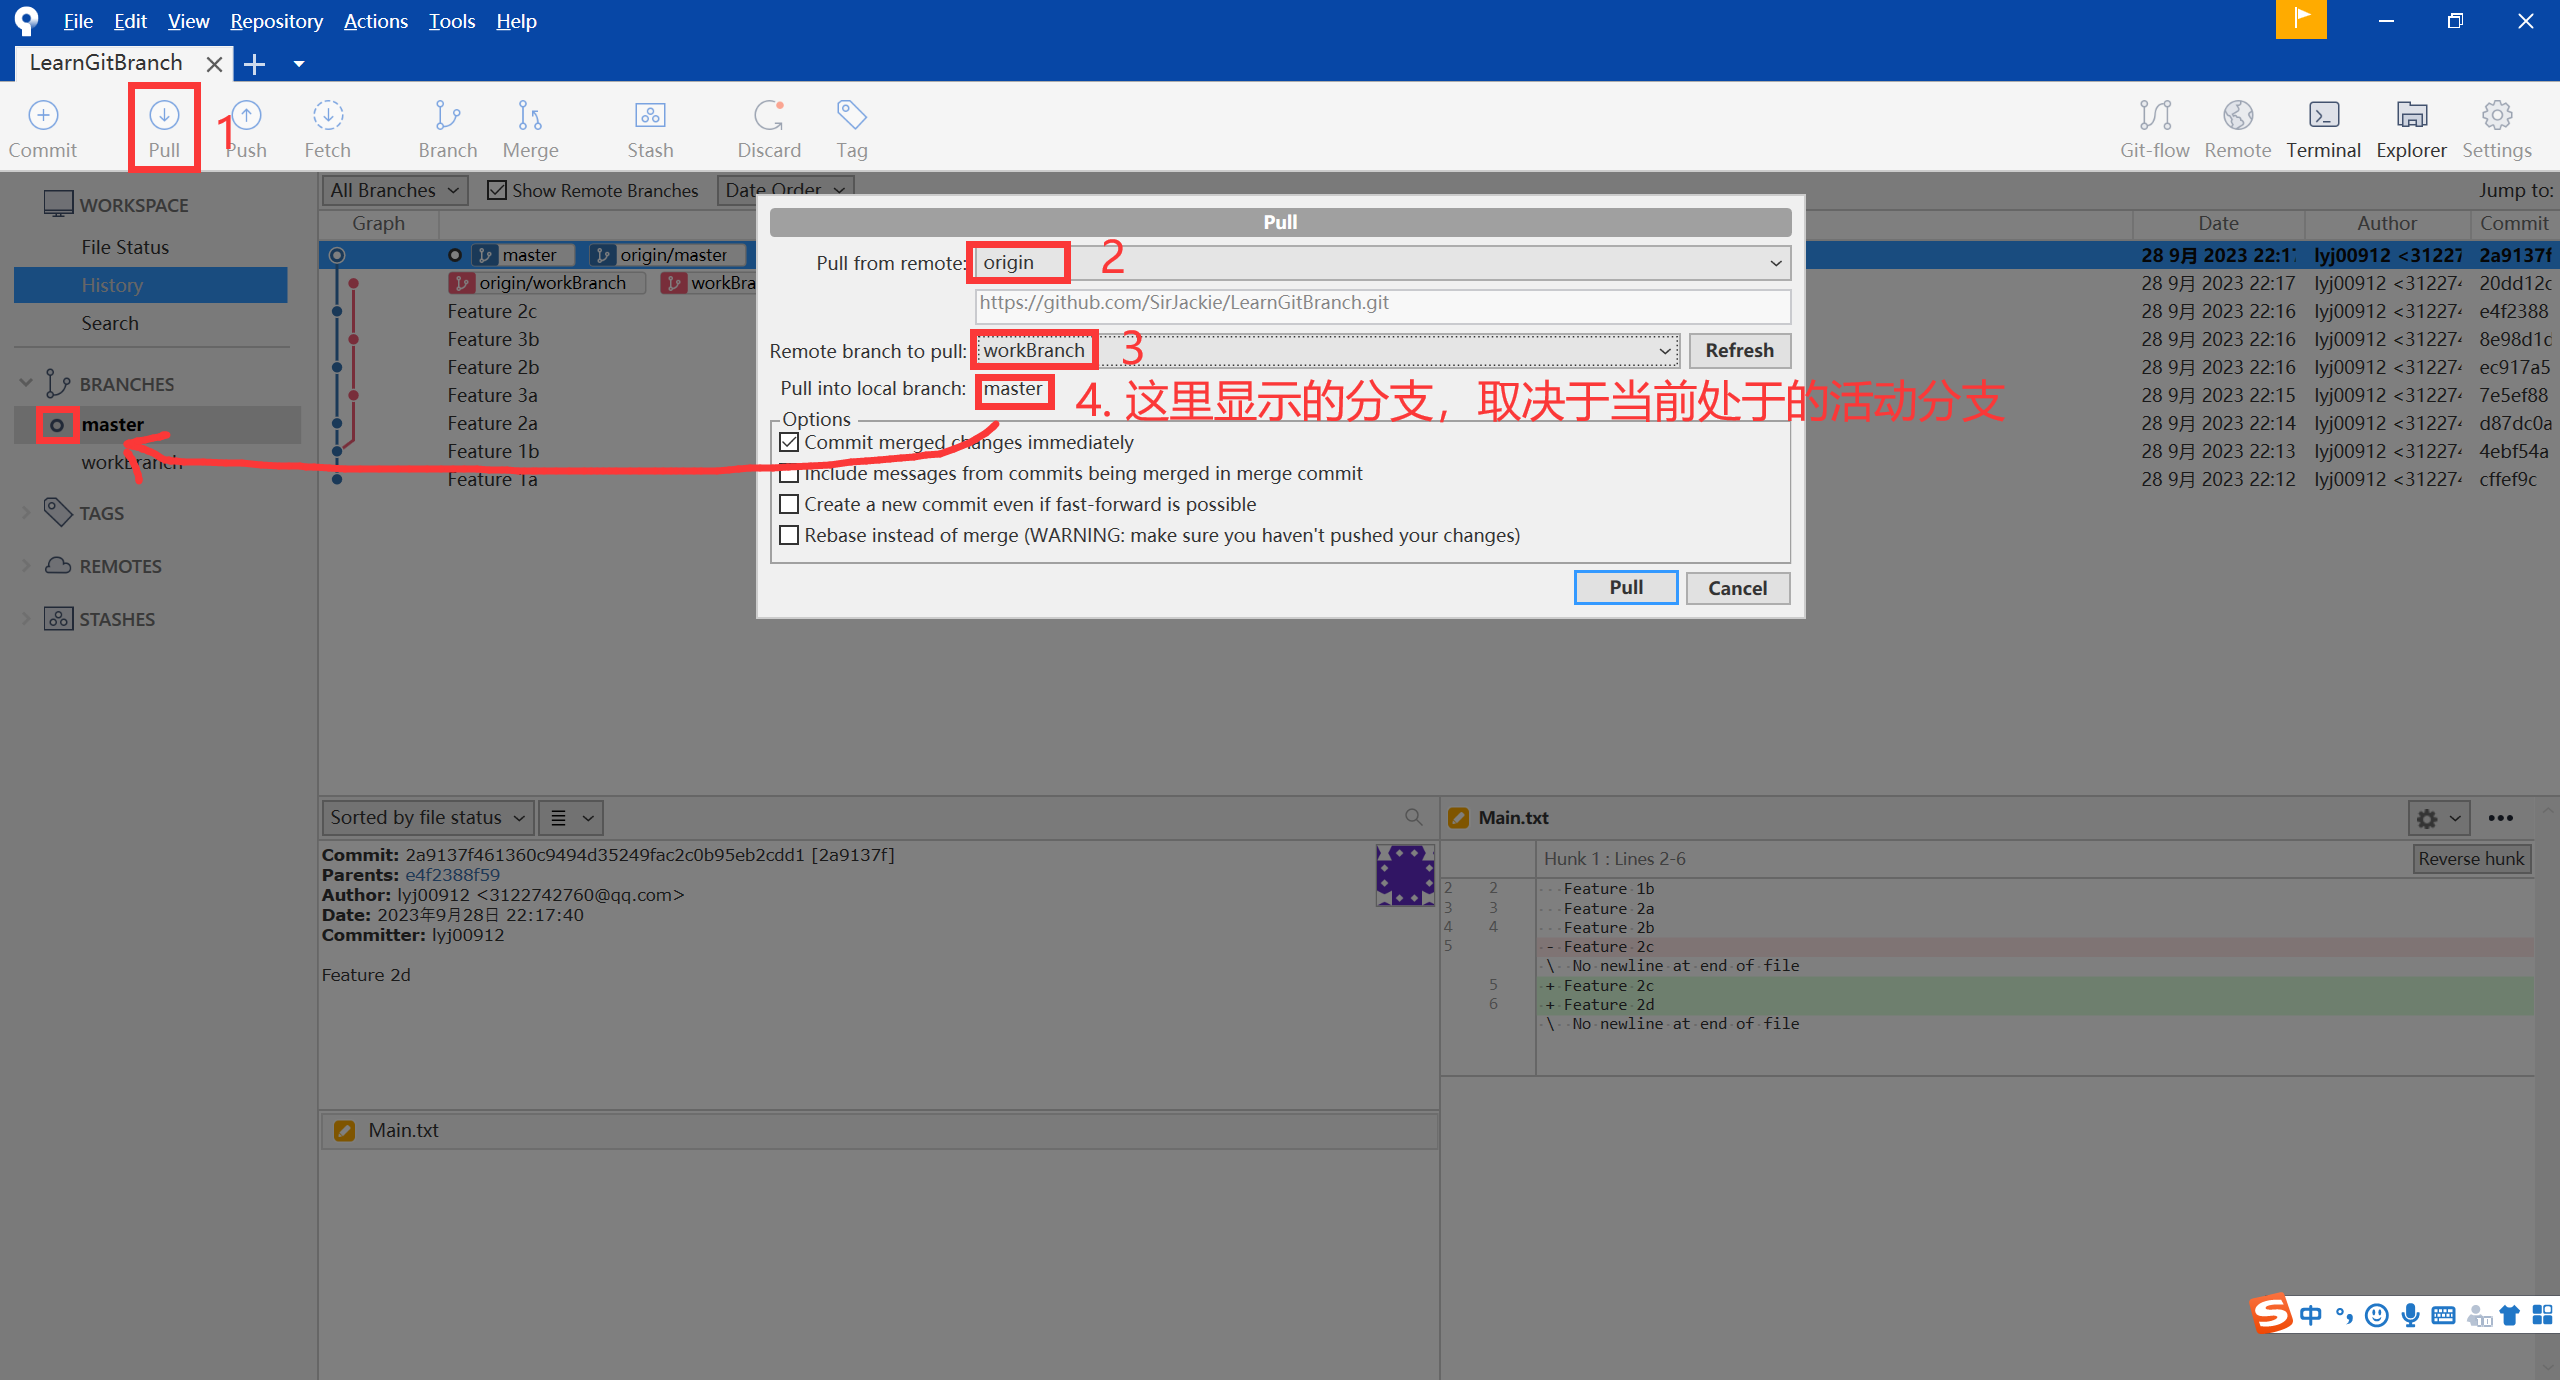 File Edit View Repository Actions Tools Help
LearnGitBranch
Commit Pull 1 Push Fetch Branch Merge Stash Discard Tag Git-flow Remote Terminal Explorer Settings
WORKSPACE
File Status
History
Search
BRANCHES
master
workBranch
TAGS
REMOTES
STASHES
All Branches Show Remote Branches Date Order Jump to:
Graph Date Author Commit
master origin/master 28 9月 2023 22:1 lyj00912 <31227 2a9137f
origin/workBranch workBra 28 9月 2023 22:17 lyj00912 <31227 20dd12c
Feature 2c 28 9月 2023 22:16 lyj00912 <31227 e4f2388
Feature 3b 28 9月 2023 22:16 lyj00912 <31227 8e98d1c
Feature 2b 28 9月 2023 22:16 lyj00912 <31227 ec917a5
Feature 3a 28 9月 2023 22:15 lyj00912 <31227 7e5ef88
Feature 2a 28 9月 2023 22:14 lyj00912 <31227 d87dc0a
Feature 1b 28 9月 2023 22:13 lyj00912 <31227 4ebf54a
Feature 1a 28 9月 2023 22:12 lyj00912 <31227 cffef9c
Pull
Pull from remote: origin 2
https://github.com/SirJackie/LearnGitBranch.git
Remote branch to pull: workBranch 3 Refresh
Pull into local branch: master 4. 这里显示的分支，取决于当前处于的活动分支
Options
Commit merged changes immediately
Include messages from commits being merged in merge commit
Create a new commit even if fast-forward is possible
Rebase instead of merge (WARNING: make sure you haven't pushed your changes)
Pull Cancel
Sorted by file status
Commit: 2a9137f461360c9494d35249fac2c0b95eb2cdd1 [2a9137f]
Parents: e4f2388f59
Author: lyj00912 <3122742760@qq.com>
Date: 2023年9月28日 22:17:40
Committer: lyj00912
Feature 2d
Main.txt
Main.txt
Hunk 1 : Lines 2-6 Reverse hunk
2 2 Feature 1b
3 3 Feature 2a
4 4 Feature 2b
5 - Feature 2c
\ No newline at end of file
5 + Feature 2c
6 + Feature 2d
\ No newline at end of file
S 中